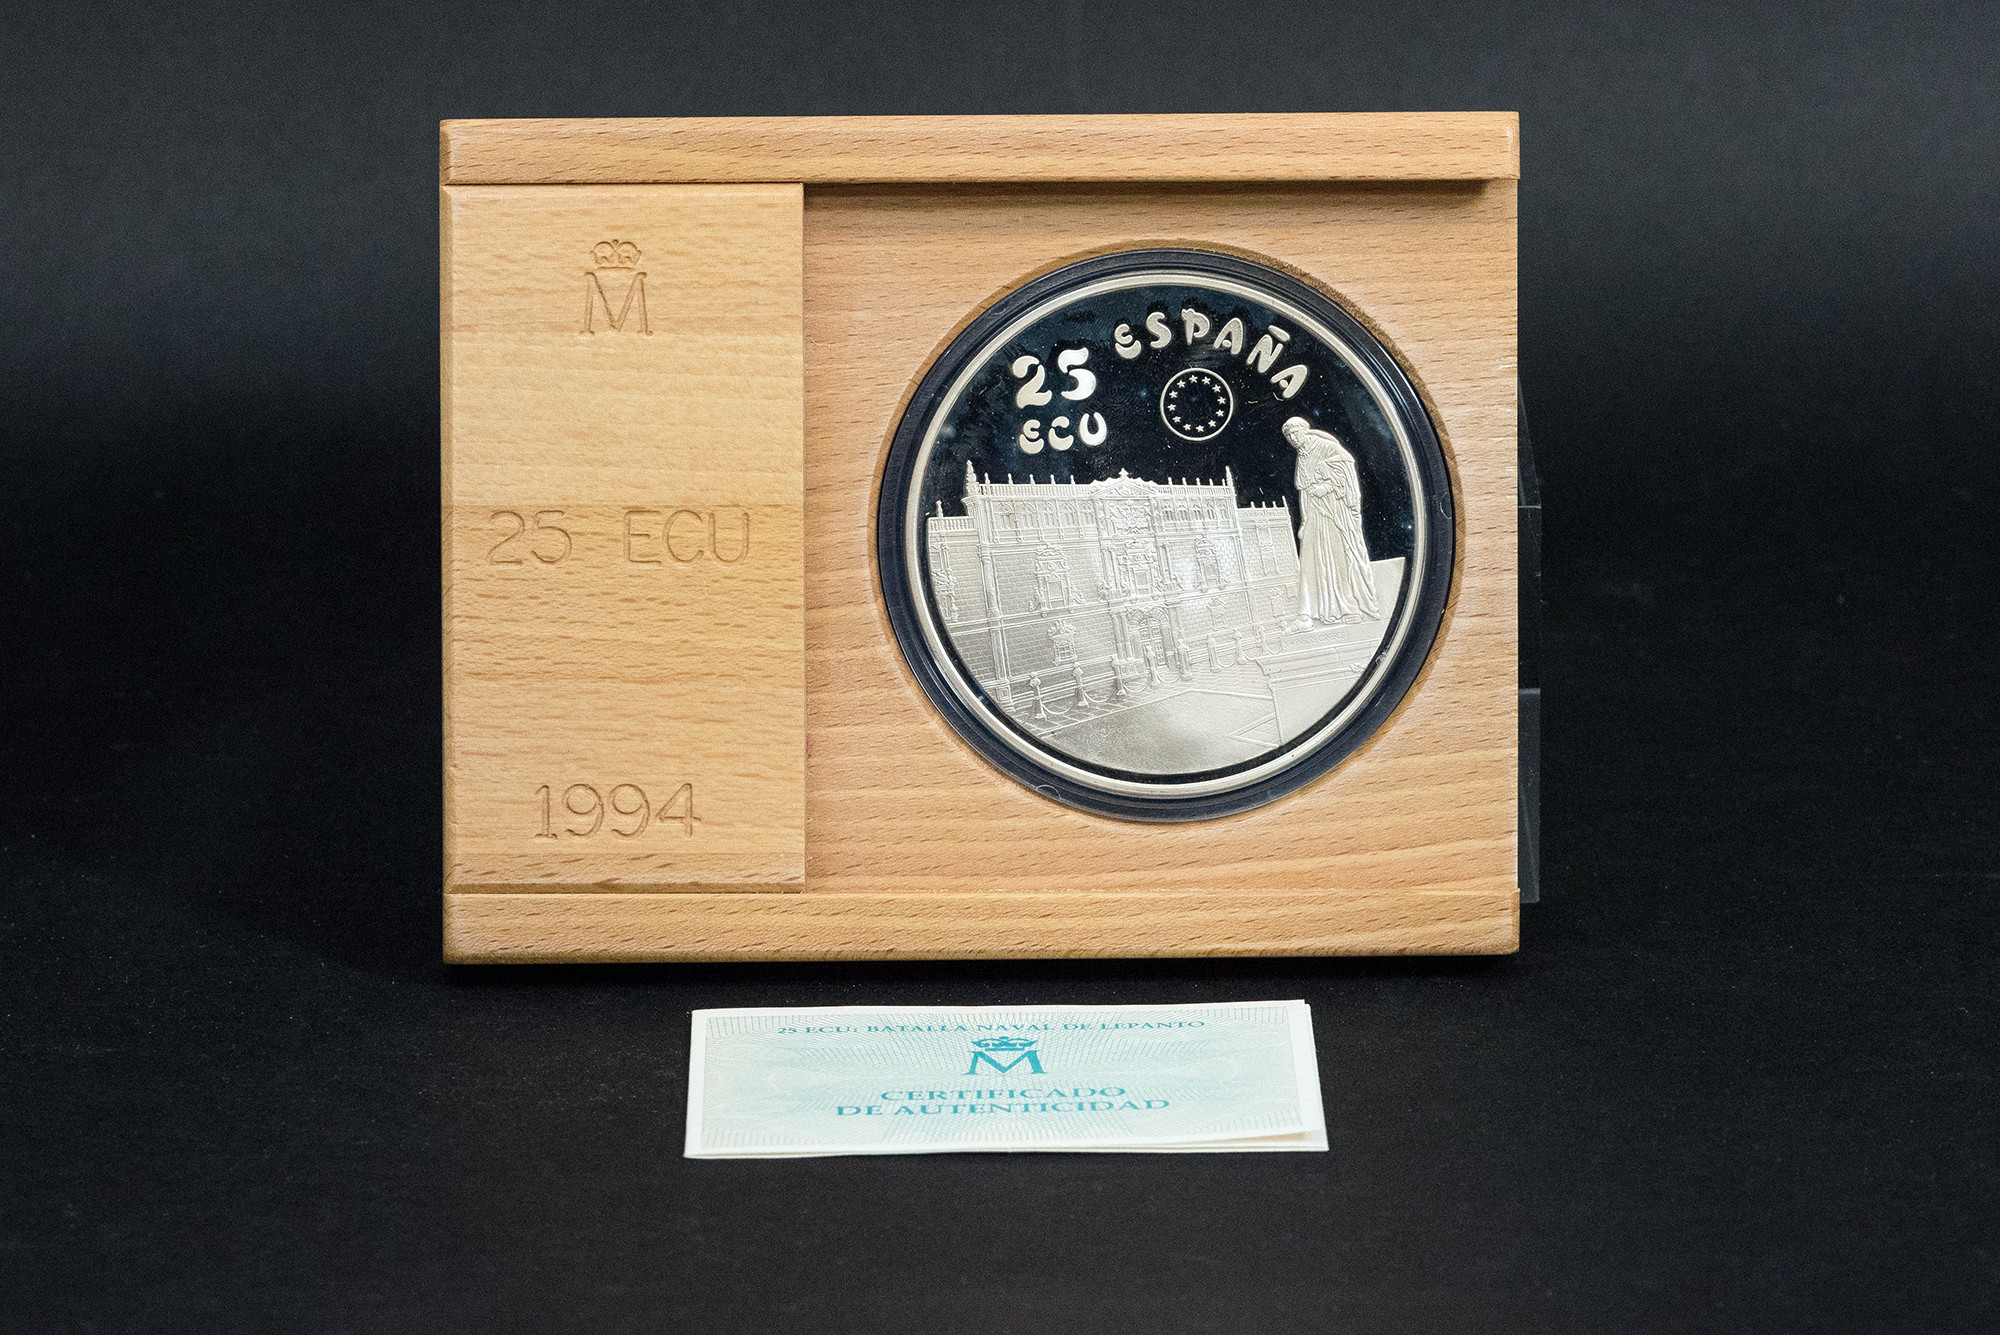 M
25 ECU
1994
ESPAÑA
25
ECU
25 ECU: BATALLA NAVAL DE LEPANTO
M
CERTIFICADO
DE AUTENTICIDAD